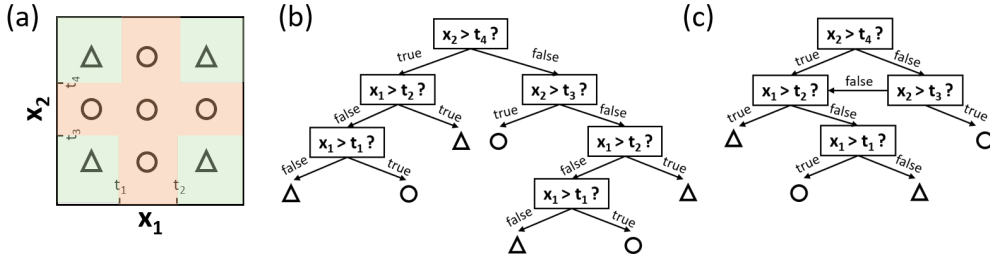 (a)
x₂
t₄
t₃
t₁
t₂
x₁
(b)
x₂ > t₄ ?
true
false
x₁ > t₂ ?
x₂ > t₃ ?
false
true
true
false
x₁ > t₁ ?
x₁ > t₂ ?
false
true
false
true
x₁ > t₁ ?
false
true
(c)
x₂ > t₄ ?
true
false
x₁ > t₂ ?
false
x₂ > t₃ ?
true
false
true
x₁ > t₁ ?
true
false